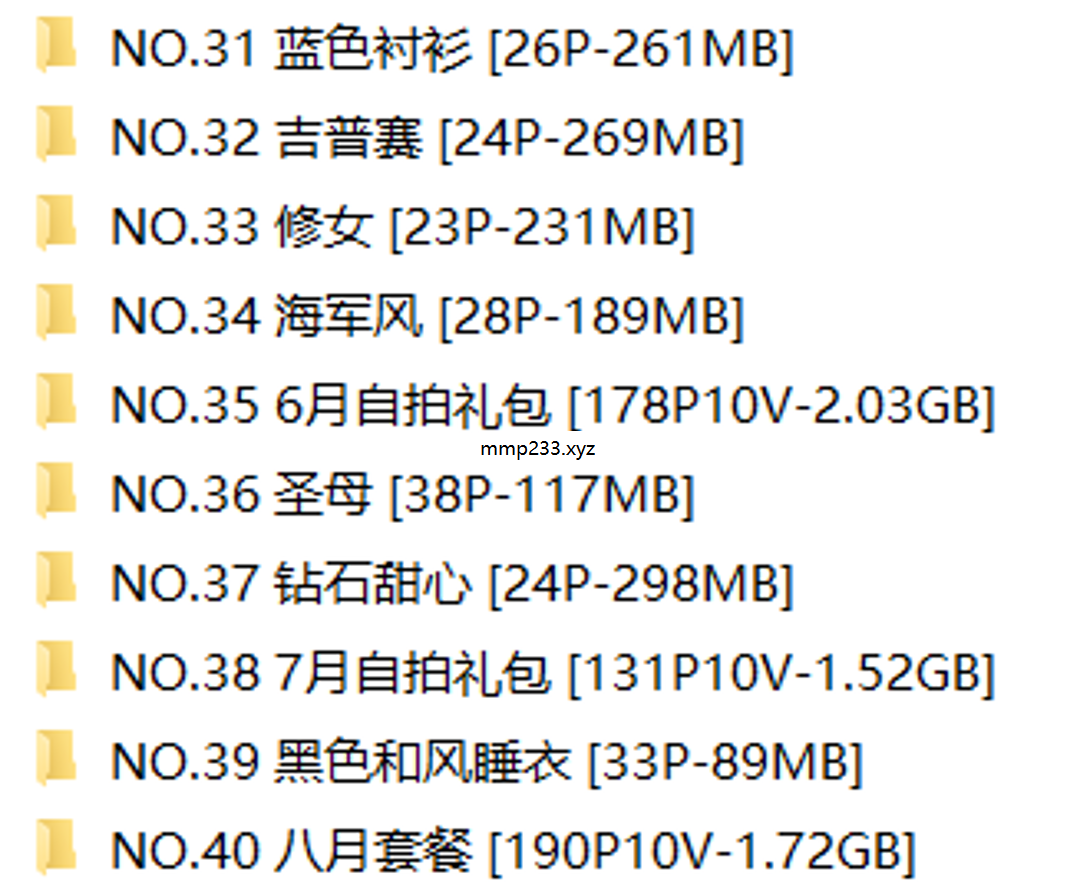 NO.31 蓝色衬衫 [26P-261MB]
NO.32 吉普赛 [24P-269MB]
NO.33 修女 [23P-231MB]
NO.34 海军风 [28P-189MB]
NO.35 6月自拍礼包 [178P10V-2.03GB]
mmp233.xyz
NO.36 圣母 [38P-117MB]
NO.37 钻石甜心 [24P-298MB]
NO.38 7月自拍礼包 [131P10V-1.52GB]
NO.39 黑色和风睡衣 [33P-89MB]
NO.40 八月套餐 [190P10V-1.72GB]